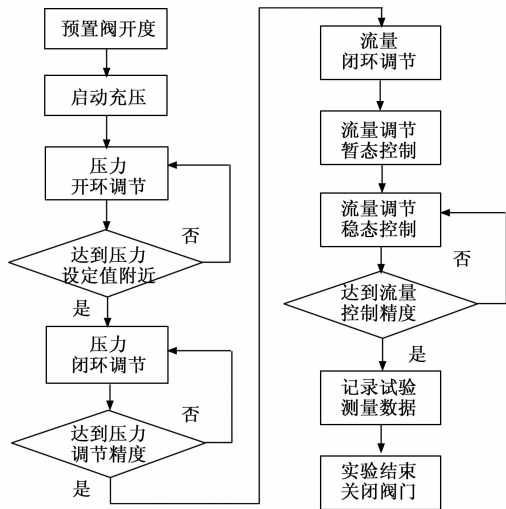 预置阀开度
启动充压
压力
开环调节
达到压力
设定值附近
否
是
压力
闭环调节
否
达到压力
调节精度
是
流量
闭环调节
流量调节
暂态控制
流量调节
稳态控制
否
达到流量
控制精度
是
记录试验
测量数据
实验结束
关闭阀门